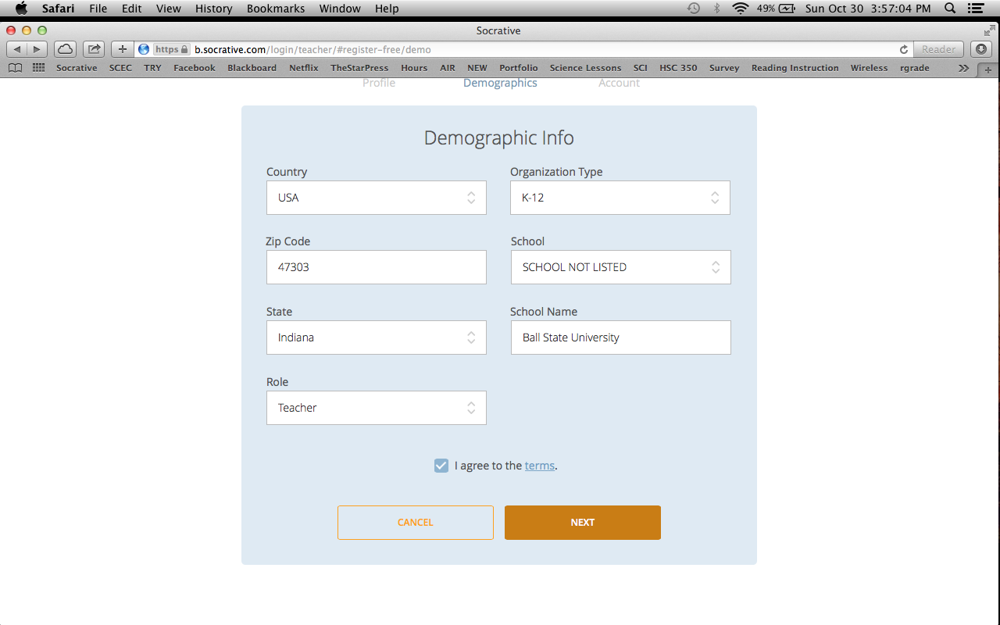 Safari File Edit View History Bookmarks Window Help 49% Sun Oct 30 3:57:04 PM
Socrative
https b.socrative.com/login/teacher/#register-free/demo Reader
Socrative SCEC TRY Facebook Blackboard Netflix TheStarPress Hours AIR NEW Portfolio Science Lessons SCI HSC 350 Survey Reading Instruction Wireless rgrade
Profile Demographics Account
Demographic Info
Country Organization Type
USA K-12
Zip Code School
47303 SCHOOL NOT LISTED
State School Name
Indiana Ball State University
Role
Teacher
I agree to the terms.
CANCEL NEXT